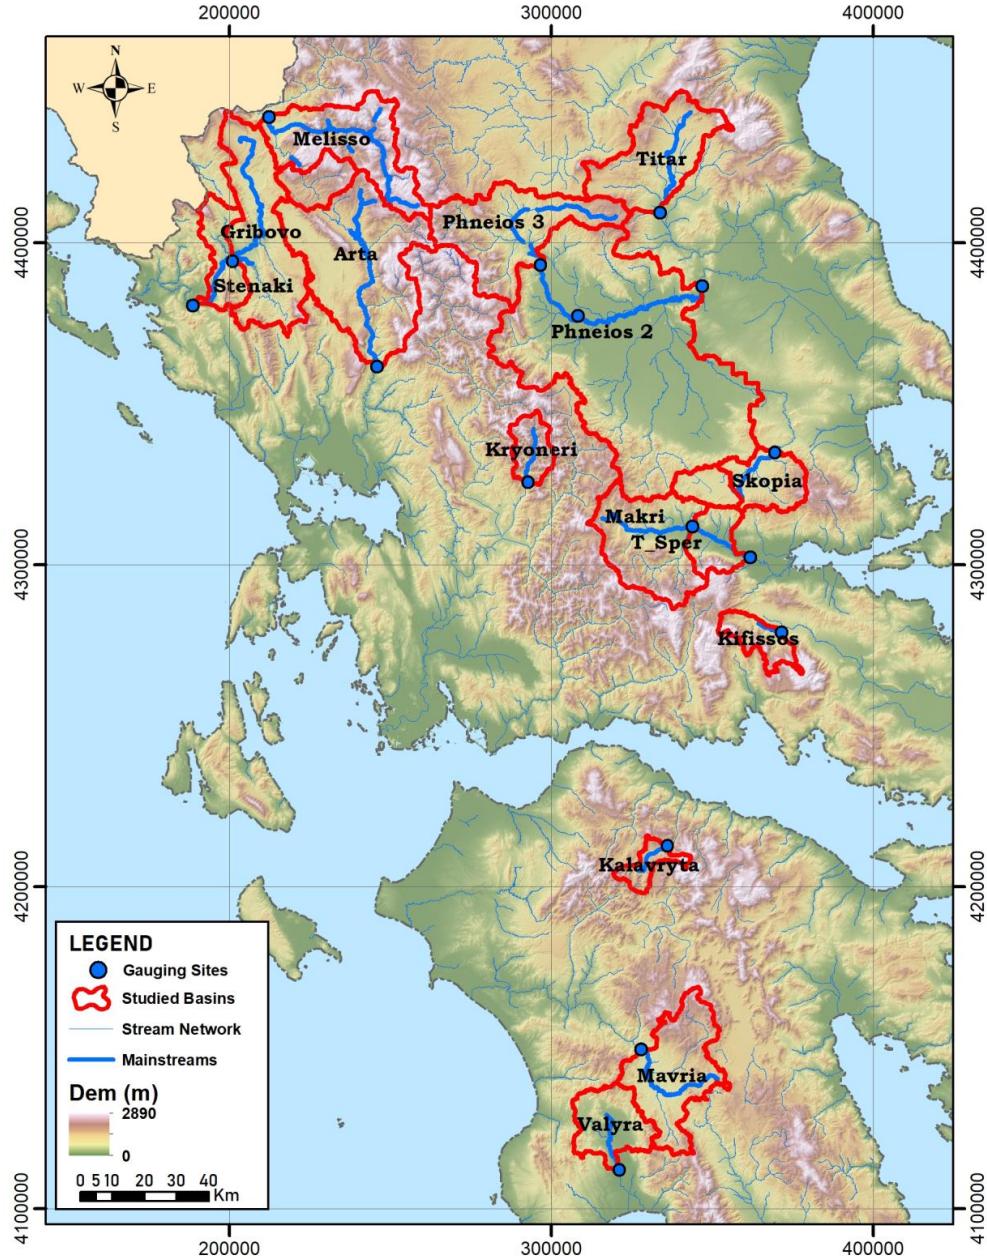 200000 300000 400000
N
W E
S
Melisso
Titar
Phneios 3
Gribovo
Arta
Stenaki
Phneios 2
Kryoneri
Skopia
Makri
T_Sper
Kifissos
Kalavryta
Mavria
Valyra
4400000
4300000
4200000
4100000
4400000
4300000
4200000
4100000
LEGEND
Gauging Sites
Studied Basins
Stream Network
Mainstreams
Dem (m)
2890
0
0 5 10 20 30 40
Km
200000 300000 400000